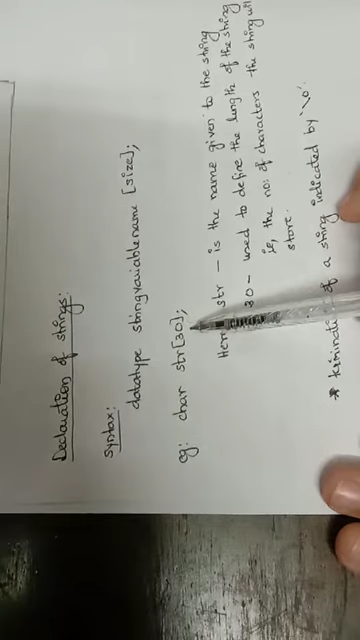 Declaration of strings:
Syntax:
datatype stringvariablename [size];
eg: char str[30];
Here str - is the name given to the string
30 - used to define the length of the string
ie, the no: of characters the string will
store.
* of a string indicated by '\0'.